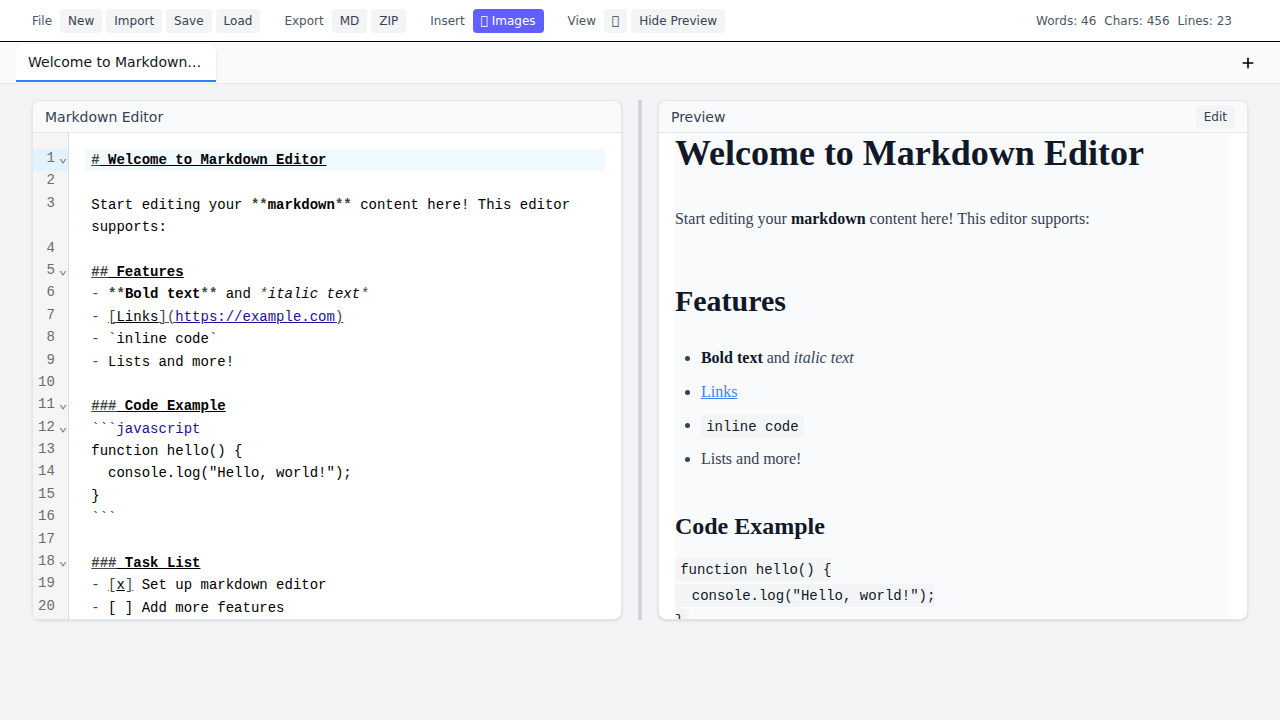 File New Import Save Load Export MD ZIP Insert Images View Hide Preview Words: 46 Chars: 456 Lines: 23
Welcome to Markdown... +
Markdown Editor
1 # Welcome to Markdown Editor
2
3 Start editing your **markdown** content here! This editor
supports:
4
5 ## Features
6 - **Bold text** and *italic text*
7 - [Links](https://example.com)
8 - `inline code`
9 - Lists and more!
10
11 ### Code Example
12 ```javascript
13 function hello() {
14   console.log("Hello, world!");
15 }
16 ```
17
18 ### Task List
19 - [x] Set up markdown editor
20 - [ ] Add more features
Preview Edit
Welcome to Markdown Editor
Start editing your markdown content here! This editor supports:
Features
• Bold text and italic text
• Links
• inline code
• Lists and more!
Code Example
function hello() {
  console.log("Hello, world!");
}